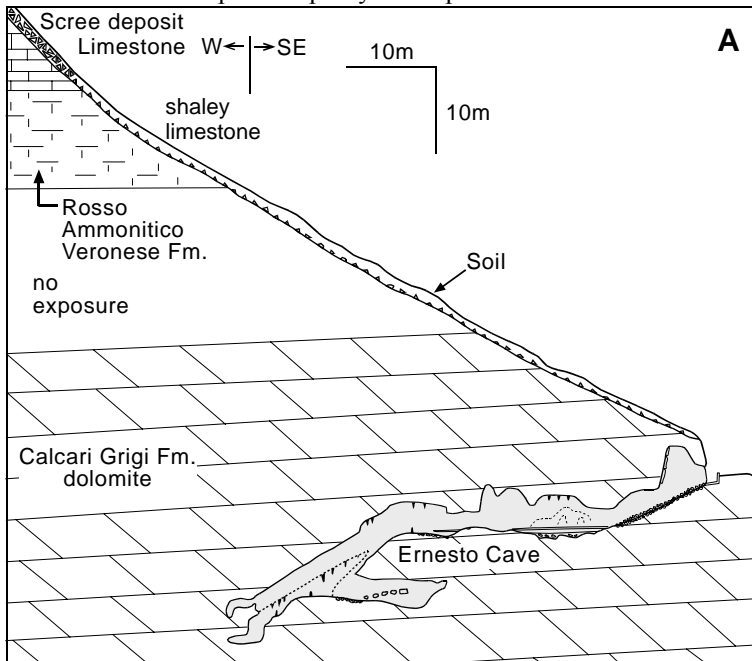 Scree deposit
Limestone
W
SE
10m
A
10m
shaley
limestone
Rosso
Ammonitico
Veronese Fm.
Soil
no
exposure
Calcari Grigi Fm.
dolomite
Ernesto Cave